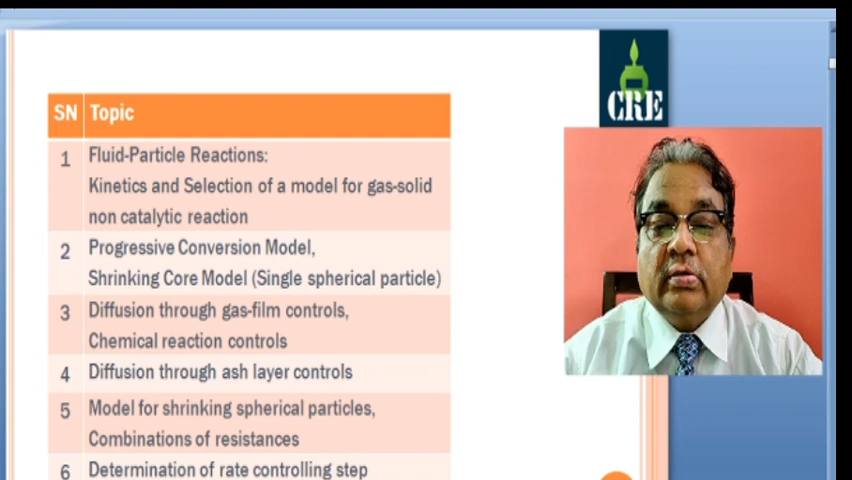 CRE
SN Topic
1 Fluid-Particle Reactions:
Kinetics and Selection of a model for gas-solid
non catalytic reaction
2 Progressive Conversion Model,
Shrinking Core Model (Single spherical particle)
3 Diffusion through gas-film controls,
Chemical reaction controls
4 Diffusion through ash layer controls
5 Model for shrinking spherical particles,
Combinations of resistances
6 Determination of rate controlling step